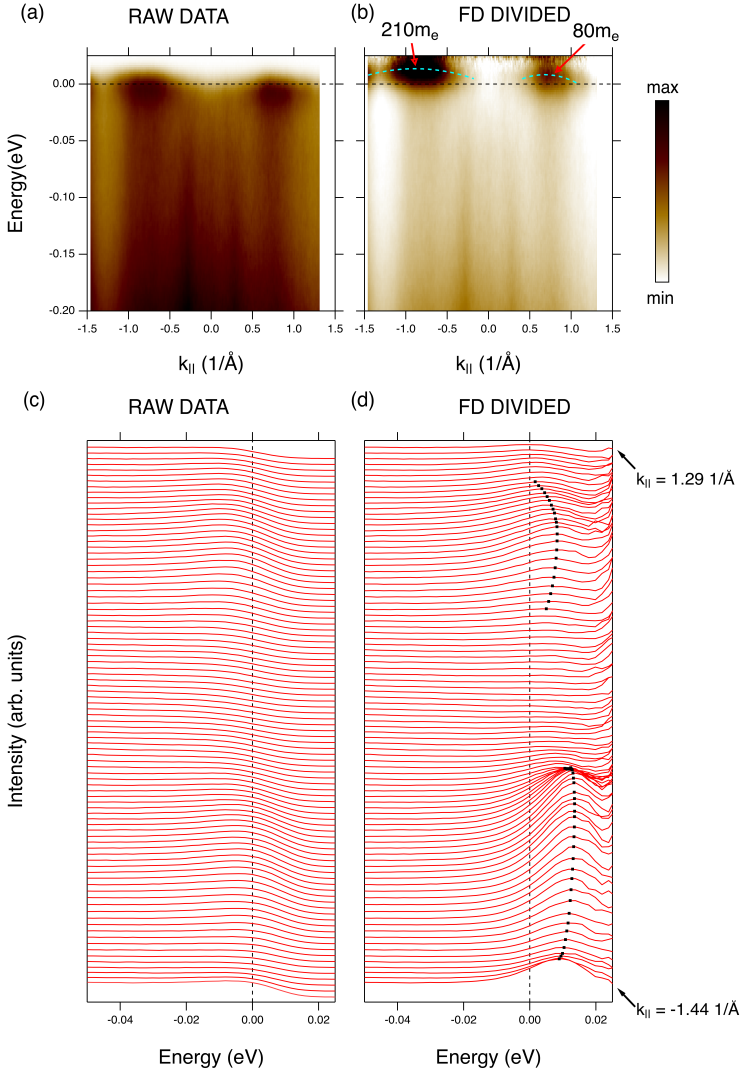 (a)
RAW DATA
(b)
FD DIVIDED
210me
80me
0.00
-0.05
-0.10
-0.15
-0.20
Energy(eV)
-1.5 -1.0 -0.5 0.0 0.5 1.0 1.5
k|| (1/Å)
-1.5 -1.0 -0.5 0.0 0.5 1.0 1.5
k|| (1/Å)
max
min
(c)
RAW DATA
(d)
FD DIVIDED
k|| = 1.29 1/Å
k|| = -1.44 1/Å
Intensity (arb. units)
-0.04 -0.02 0.00 0.02
Energy (eV)
-0.04 -0.02 0.00 0.02
Energy (eV)